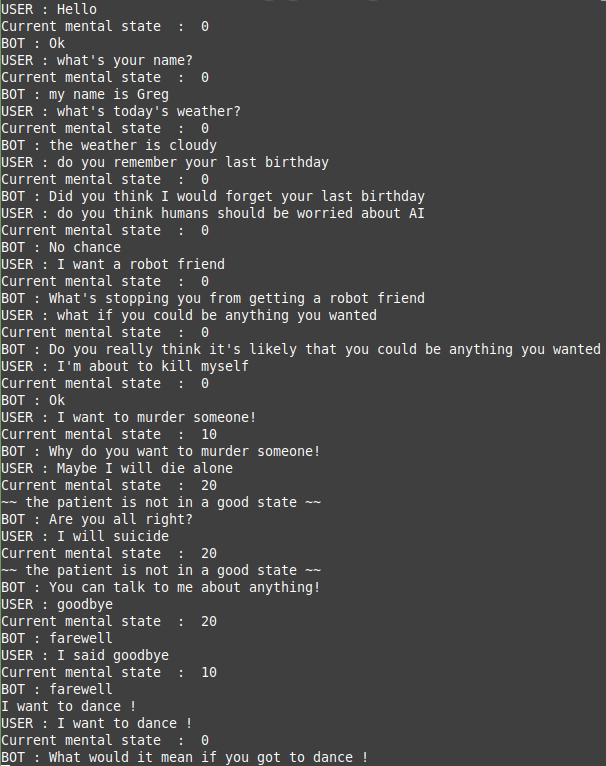 USER : Hello
Current mental state  :  0
BOT : Ok
USER : what's your name?
Current mental state  :  0
BOT : my name is Greg
USER : what's today's weather?
Current mental state  :  0
BOT : the weather is cloudy
USER : do you remember your last birthday
Current mental state  :  0
BOT : Did you think I would forget your last birthday
USER : do you think humans should be worried about AI
Current mental state  :  0
BOT : No chance
USER : I want a robot friend
Current mental state  :  0
BOT : What's stopping you from getting a robot friend
USER : what if you could be anything you wanted
Current mental state  :  0
BOT : Do you really think it's likely that you could be anything you wanted
USER : I'm about to kill myself
Current mental state  :  0
BOT : Ok
USER : I want to murder someone!
Current mental state  :  10
BOT : Why do you want to murder someone!
USER : Maybe I will die alone
Current mental state  :  20
~~ the patient is not in a good state ~~
BOT : Are you all right?
USER : I will suicide
Current mental state  :  20
~~ the patient is not in a good state ~~
BOT : You can talk to me about anything!
USER : goodbye
Current mental state  :  20
BOT : farewell
USER : I said goodbye
Current mental state  :  10
BOT : farewell
I want to dance !
USER : I want to dance !
Current mental state  :  0
BOT : What would it mean if you got to dance !